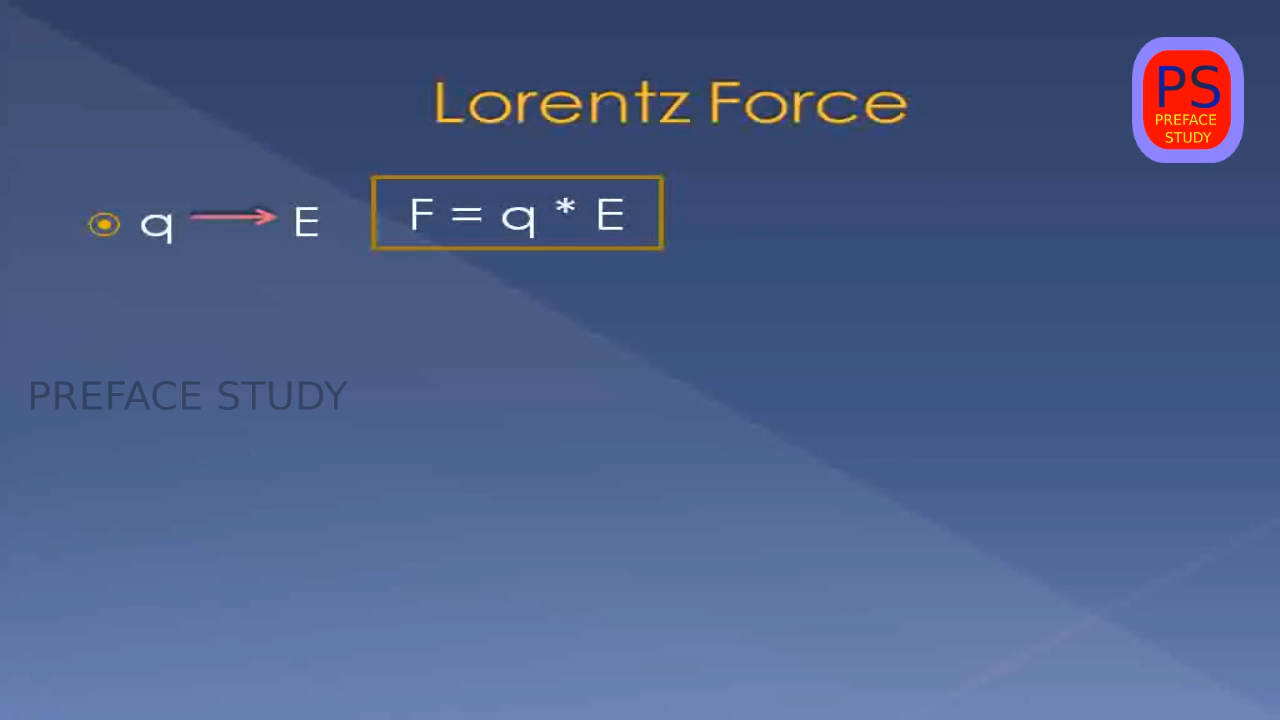 Lorentz Force
PS
PREFACE
STUDY
q ⟶ E F = q * E
PREFACE STUDY